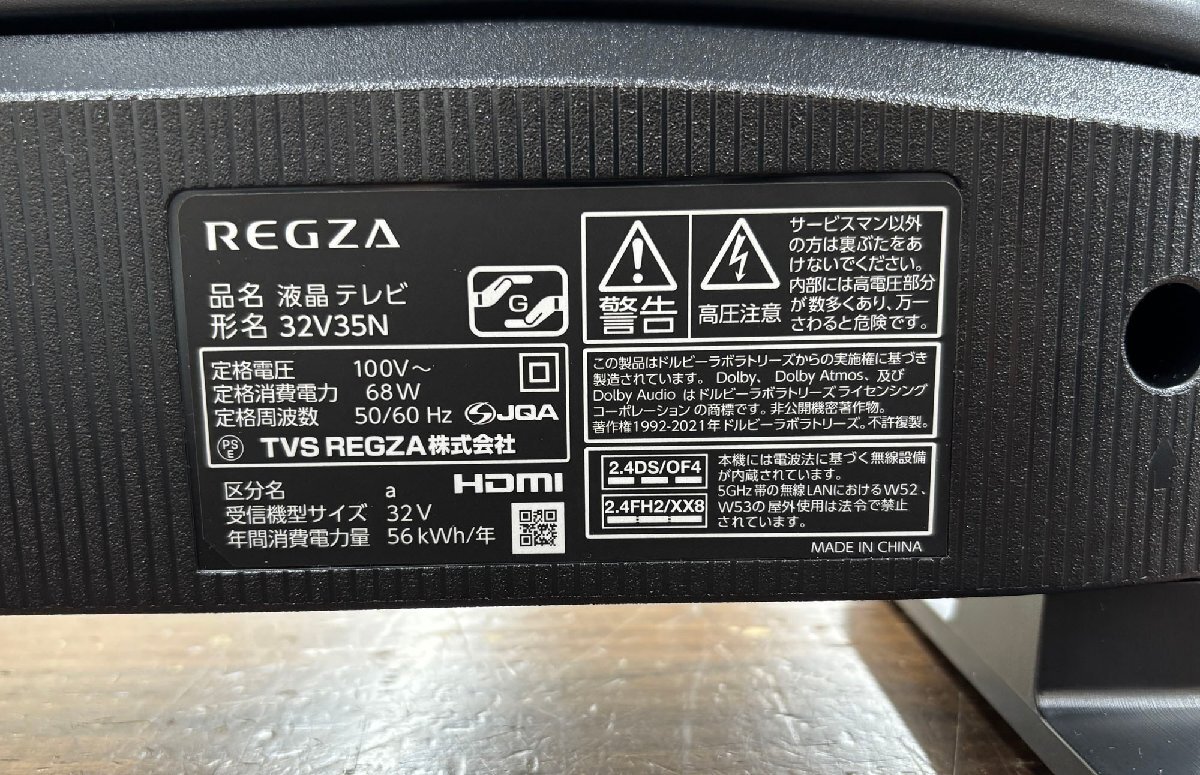 REGZA
品名 液晶テレビ
形名 32V35N
G
定格電圧 100V～
定格消費電力 68W
定格周波数 50/60 Hz JQA
PS E TVS REGZA株式会社
区分名 a HDMI
受信機型サイズ 32V
年間消費電力量 56kWh/年
警告
高圧注意
サービスマン以外
の方は裏ぶたをあ
けないでください。
内部には高電圧部分
が数多くあり、万一
さわると危険です。
この製品はドルビーラボラトリーズからの実施権に基づき
製造されています。 Dolby、 Dolby Atmos、及び
Dolby Audio はドルビーラボラトリーズライセンシング
コーポレーションの商標です。非公開機密著作物。
著作権1992-2021年ドルビーラボラトリーズ。不許複製。
2.4DS/OF4
2.4FH2/XX8
本機には電波法に基づく無線設備
が内蔵されています。
5GHz帯の無線LANにおけるW52、
W53の屋外使用は法令で禁止
されています。
MADE IN CHINA